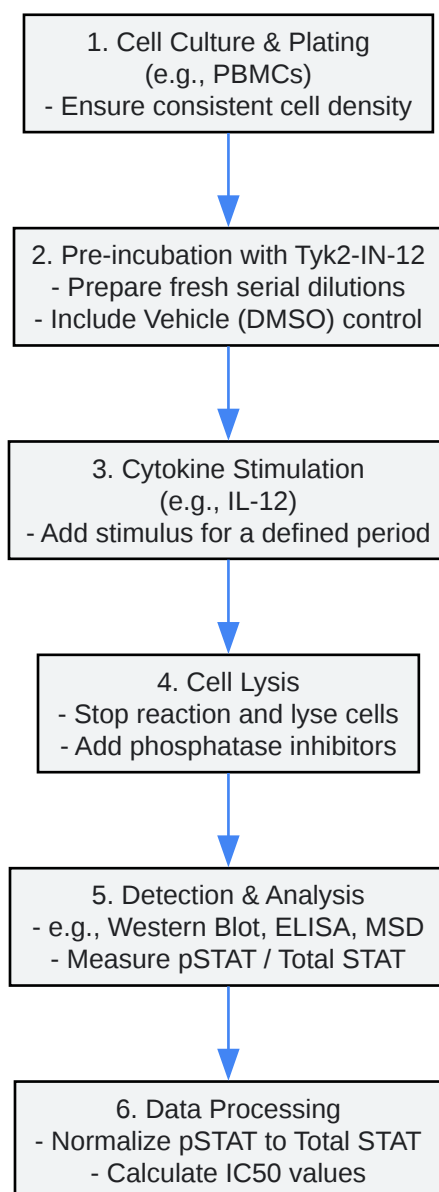 1. Cell Culture & Plating
(e.g., PBMCs)
- Ensure consistent cell density
2. Pre-incubation with Tyk2-IN-12
- Prepare fresh serial dilutions
- Include Vehicle (DMSO) control
3. Cytokine Stimulation
(e.g., IL-12)
- Add stimulus for a defined period
4. Cell Lysis
- Stop reaction and lyse cells
- Add phosphatase inhibitors
5. Detection & Analysis
- e.g., Western Blot, ELISA, MSD
- Measure pSTAT / Total STAT
6. Data Processing
- Normalize pSTAT to Total STAT
- Calculate IC50 values